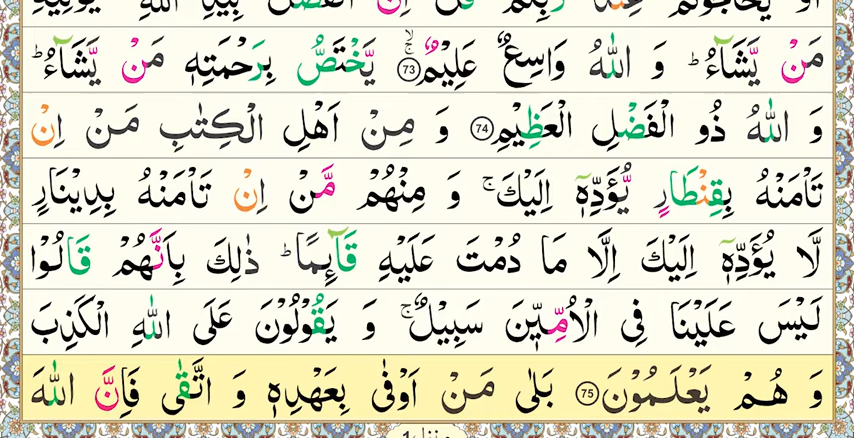 مَنْ يَّشَآءُ ؕ وَ اللّٰهُ وَاسِعٌ عَلِيْمٌ ۚۙ﴿73﴾ يَّخْتَصُّ بِرَحْمَتِهٖ مَنْ يَّشَآءُ ؕ
وَ اللّٰهُ ذُو الْفَضْلِ الْعَظِيْمِ ﴿74﴾ وَ مِنْ اَهْلِ الْكِتٰبِ مَنْ اِنْ
تَاْمَنْهُ بِقِنْطَارٍ يُّؤَدِّهٖۤ اِلَيْكَ ۚ وَ مِنْهُمْ مَّنْ اِنْ تَاْمَنْهُ بِدِيْنَارٍ
لَّا يُؤَدِّهٖۤ اِلَيْكَ اِلَّا مَا دُمْتَ عَلَيْهِ قَآىِٕمًا ؕ ذٰلِكَ بِاَنَّهُمْ قَالُوْا
لَيْسَ عَلَيْنَا فِى الْاُمِّيّٖنَ سَبِيْلٌ ۚ وَ يَقُوْلُوْنَ عَلَى اللّٰهِ الْكَذِبَ
وَ هُمْ يَعْلَمُوْنَ ﴿75﴾ بَلٰى مَنْ اَوْفٰى بِعَهْدِهٖ وَ اتَّقٰى فَاِنَّ اللّٰهَ